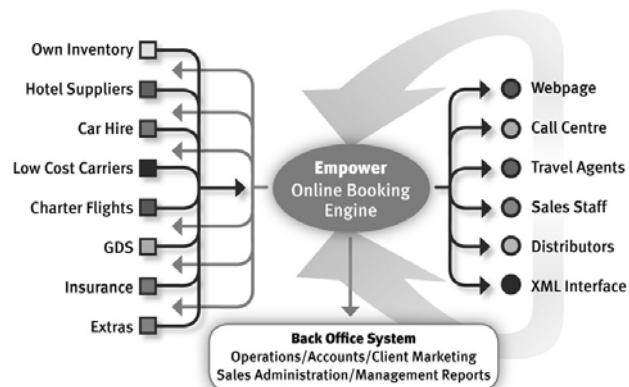 Own Inventory
Hotel Suppliers
Car Hire
Low Cost Carriers
Charter Flights
GDS
Insurance
Extras
Empower
Online Booking
Engine
Webpage
Call Centre
Travel Agents
Sales Staff
Distributors
XML Interface
Back Office System
Operations/Accounts/Client Marketing
Sales Administration/Management Reports